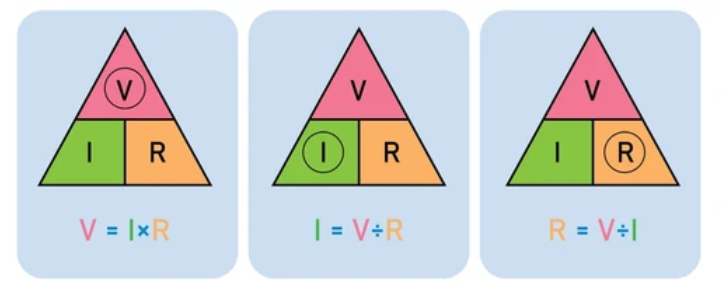 V
I R
V = I×R
V
I R
I = V÷R
V
I R
R = V÷I